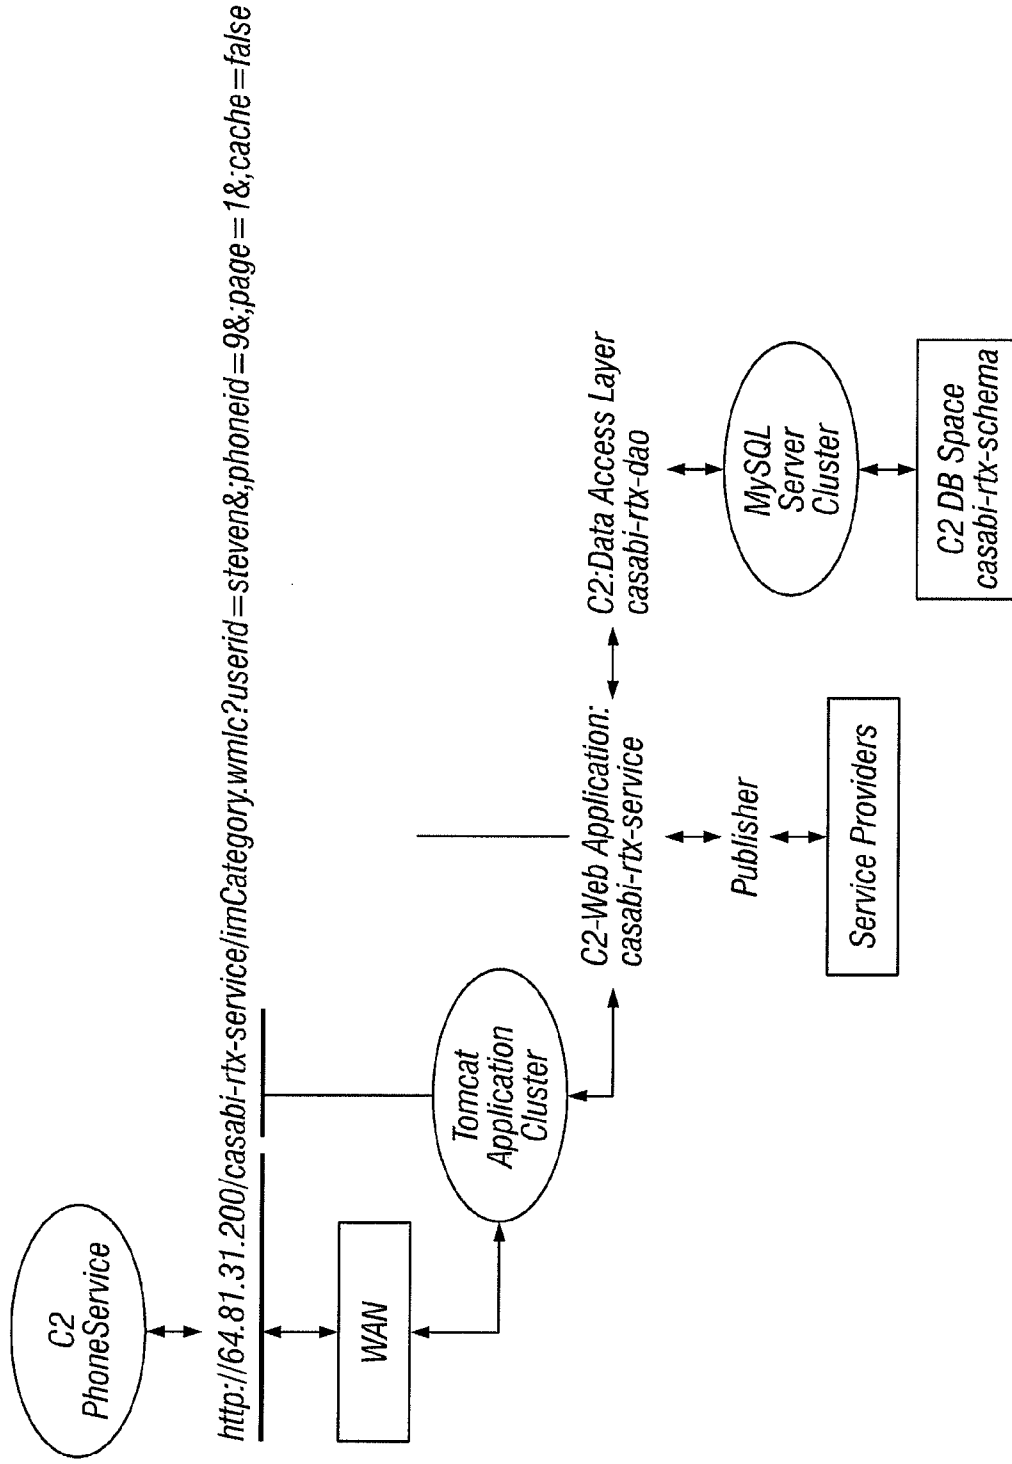 C2
PhoneService
http://64.81.31.200/casabi-rtx-service/imCategory.wmlc?userid=steven&;phoneid=9&;page=1&;cache=false
WAN
Tomcat
Application
Cluster
C2-Web Application:
casabi-rtx-service
C2:Data Access Layer
casabi-rtx-dao
Publisher
Service Providers
MySQL
Server
Cluster
C2 DB Space
casabi-rtx-schema